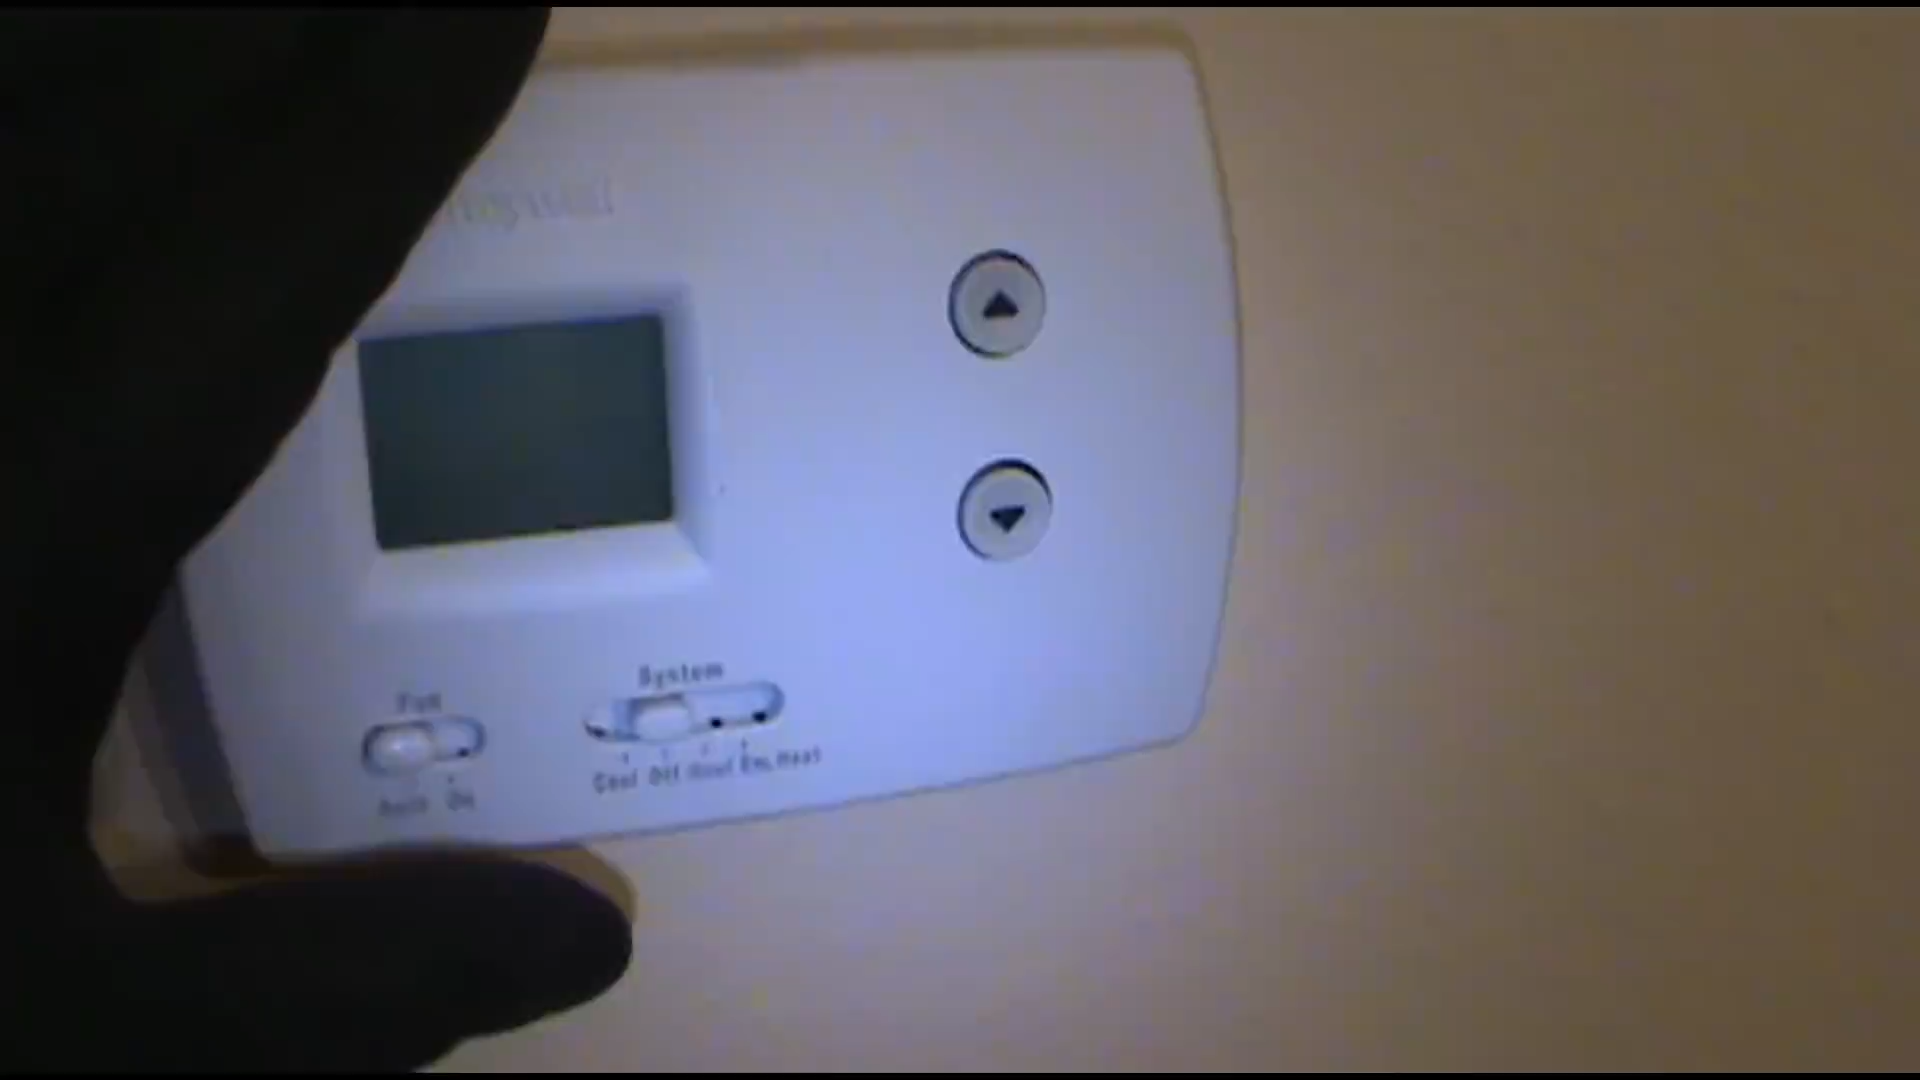 System
Fan
Cool Off Heat Em. Heat
Auto On